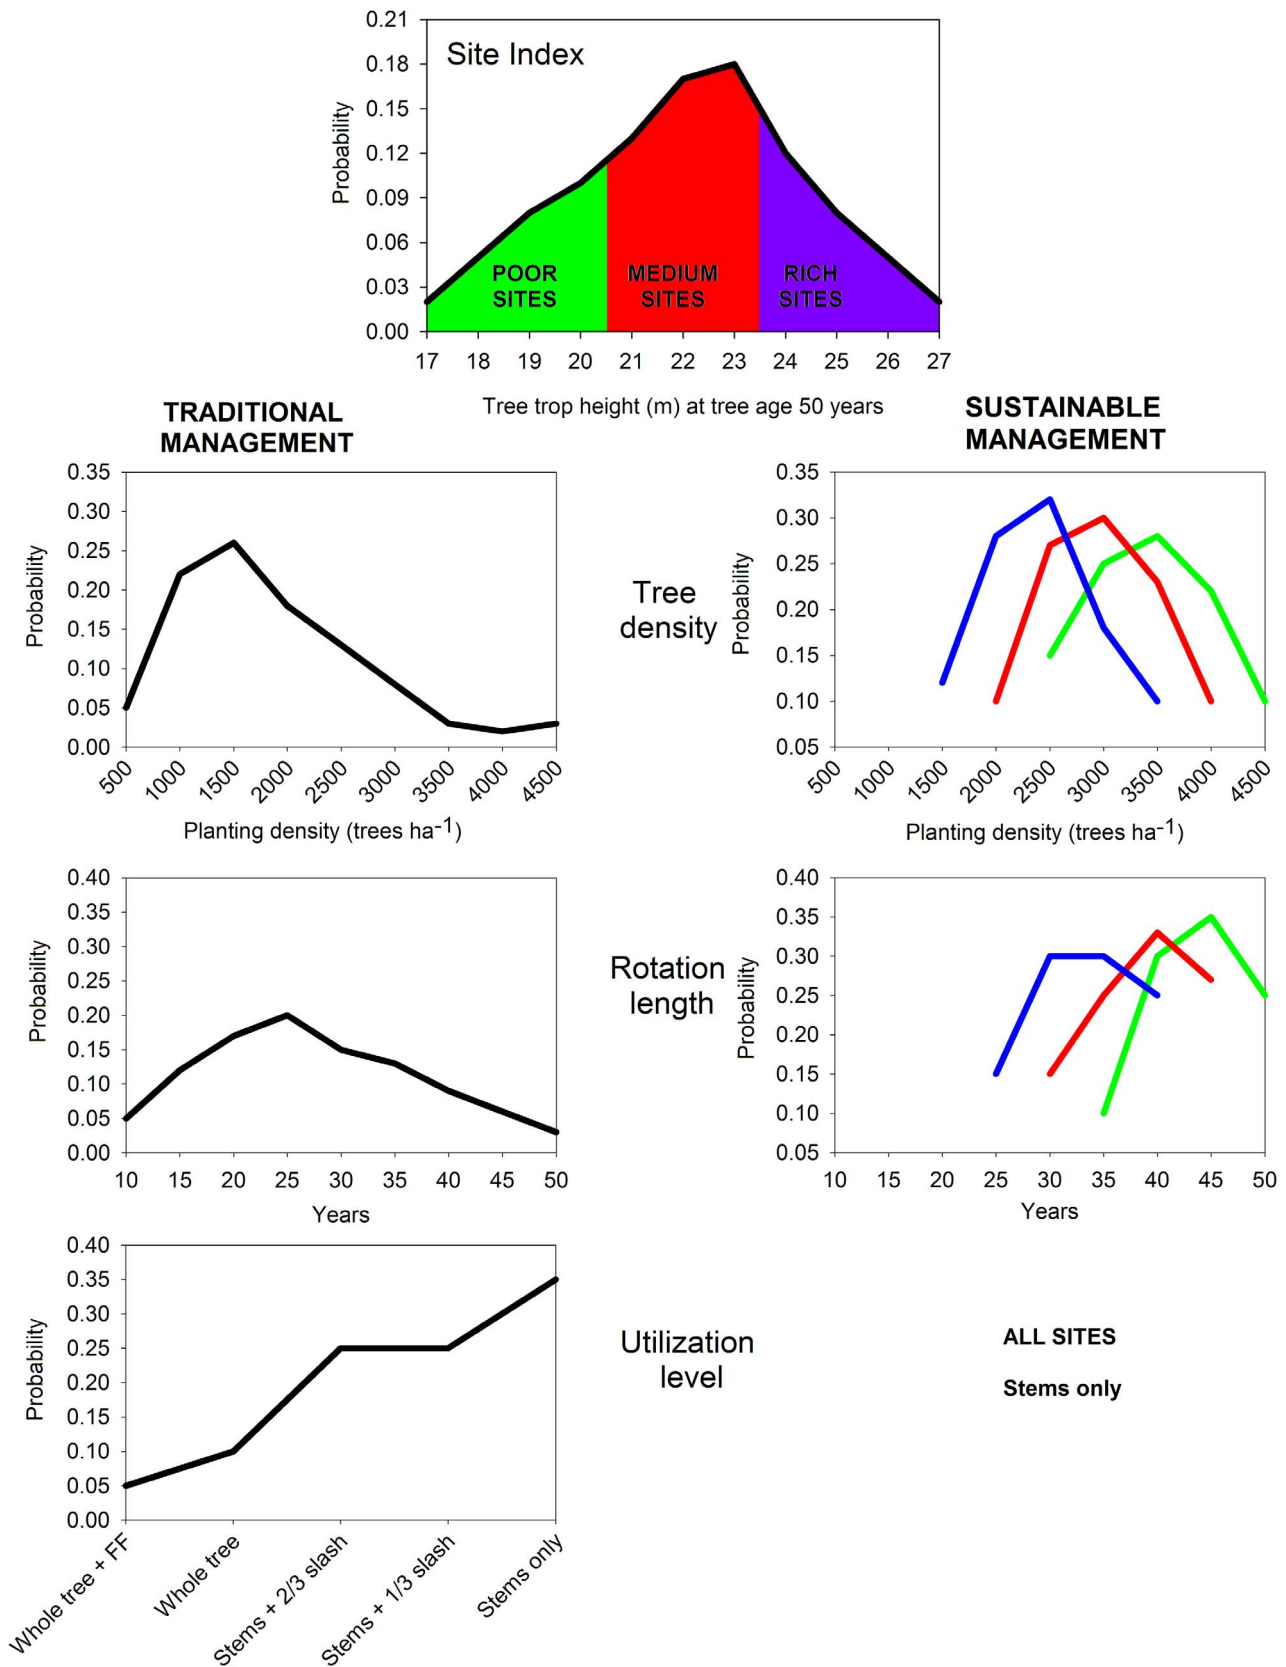 Site Index
Probability
0.21
0.18
0.15
0.12
0.09
0.06
0.03
0.00
POOR
SITES
MEDIUM
SITES
RICH
SITES
17 18 19 20 21 22 23 24 25 26 27
Tree trop height (m) at tree age 50 years
TRADITIONAL
MANAGEMENT
SUSTAINABLE
MANAGEMENT
Probability
0.35
0.30
0.25
0.20
0.15
0.10
0.05
0.00
500 1000 1500 2000 2500 3000 3500 4000 4500
Planting density (trees ha-1)
Tree
density
Probability
0.35
0.30
0.25
0.20
0.15
0.10
0.05
500 1000 1500 2000 2500 3000 3500 4000 4500
Planting density (trees ha-1)
Probability
0.40
0.35
0.30
0.25
0.20
0.15
0.10
0.05
0.00
10 15 20 25 30 35 40 45 50
Years
Rotation
length
Probability
0.40
0.35
0.30
0.25
0.20
0.15
0.10
0.05
10 15 20 25 30 35 40 45 50
Years
Probability
0.40
0.35
0.30
0.25
0.20
0.15
0.10
0.05
0.00
Whole tree + FF
Whole tree
Stems + 2/3 slash
Stems + 1/3 slash
Stems only
Utilization
level
ALL SITES
Stems only